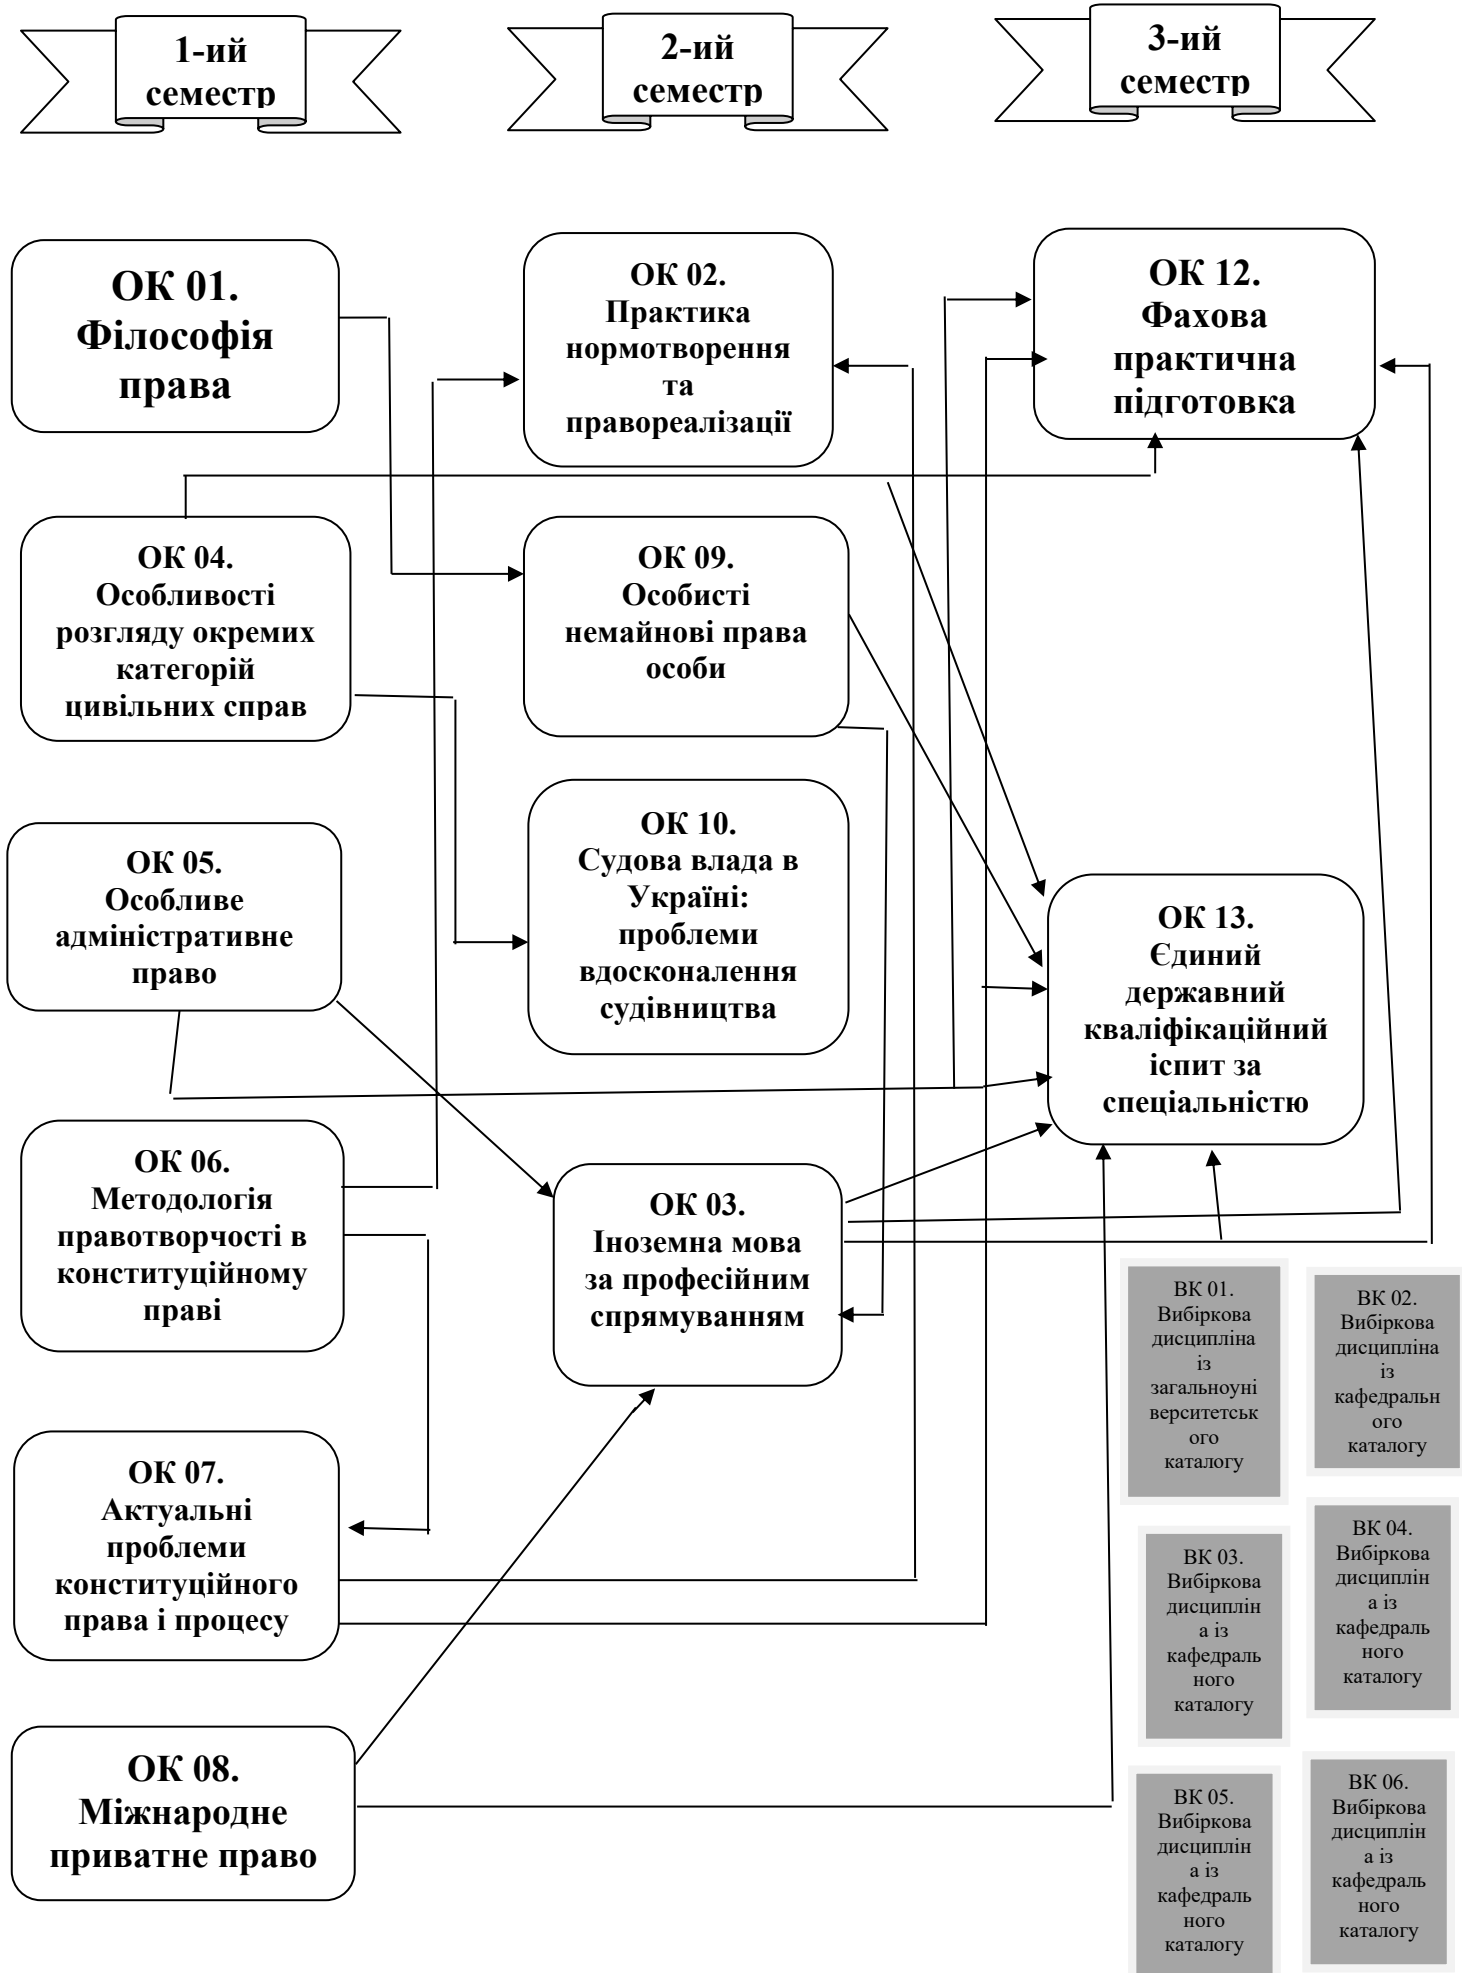 1-ий
семестр
2-ий
семестр
3-ий
семестр
ОК 01.
Філософія
права
ОК 02.
Практика
нормотворення
та
правореалізації
ОК 12.
Фахова
практична
підготовка
ОК 04.
Особливості
розгляду окремих
категорій
цивільних справ
ОК 09.
Особисті
немайнові права
особи
ОК 05.
Особливе
адміністративне
право
ОК 10.
Судова влада в
Україні:
проблеми
вдосконалення
судівництва
ОК 13.
Єдиний
державний
кваліфікаційний
іспит за
спеціальністю
ОК 06.
Методологія
правотворчості в
конституційному
праві
ОК 03.
Іноземна мова
за професійним
спрямуванням
ВК 01.
Вибіркова
дисципліна
із
загальноуні
верситетськ
ого
каталогу
ВК 02.
Вибіркова
дисципліна
із
кафедральн
ого
каталогу
ОК 07.
Актуальні
проблеми
конституційного
права і процесу
ВК 03.
Вибіркова
дисциплін
а із
кафедраль
ного
каталогу
ВК 04.
Вибіркова
дисциплін
а із
кафедраль
ного
каталогу
ОК 08.
Міжнародне
приватне право
ВК 05.
Вибіркова
дисциплін
а із
кафедраль
ного
каталогу
ВК 06.
Вибіркова
дисциплін
а із
кафедраль
ного
каталогу